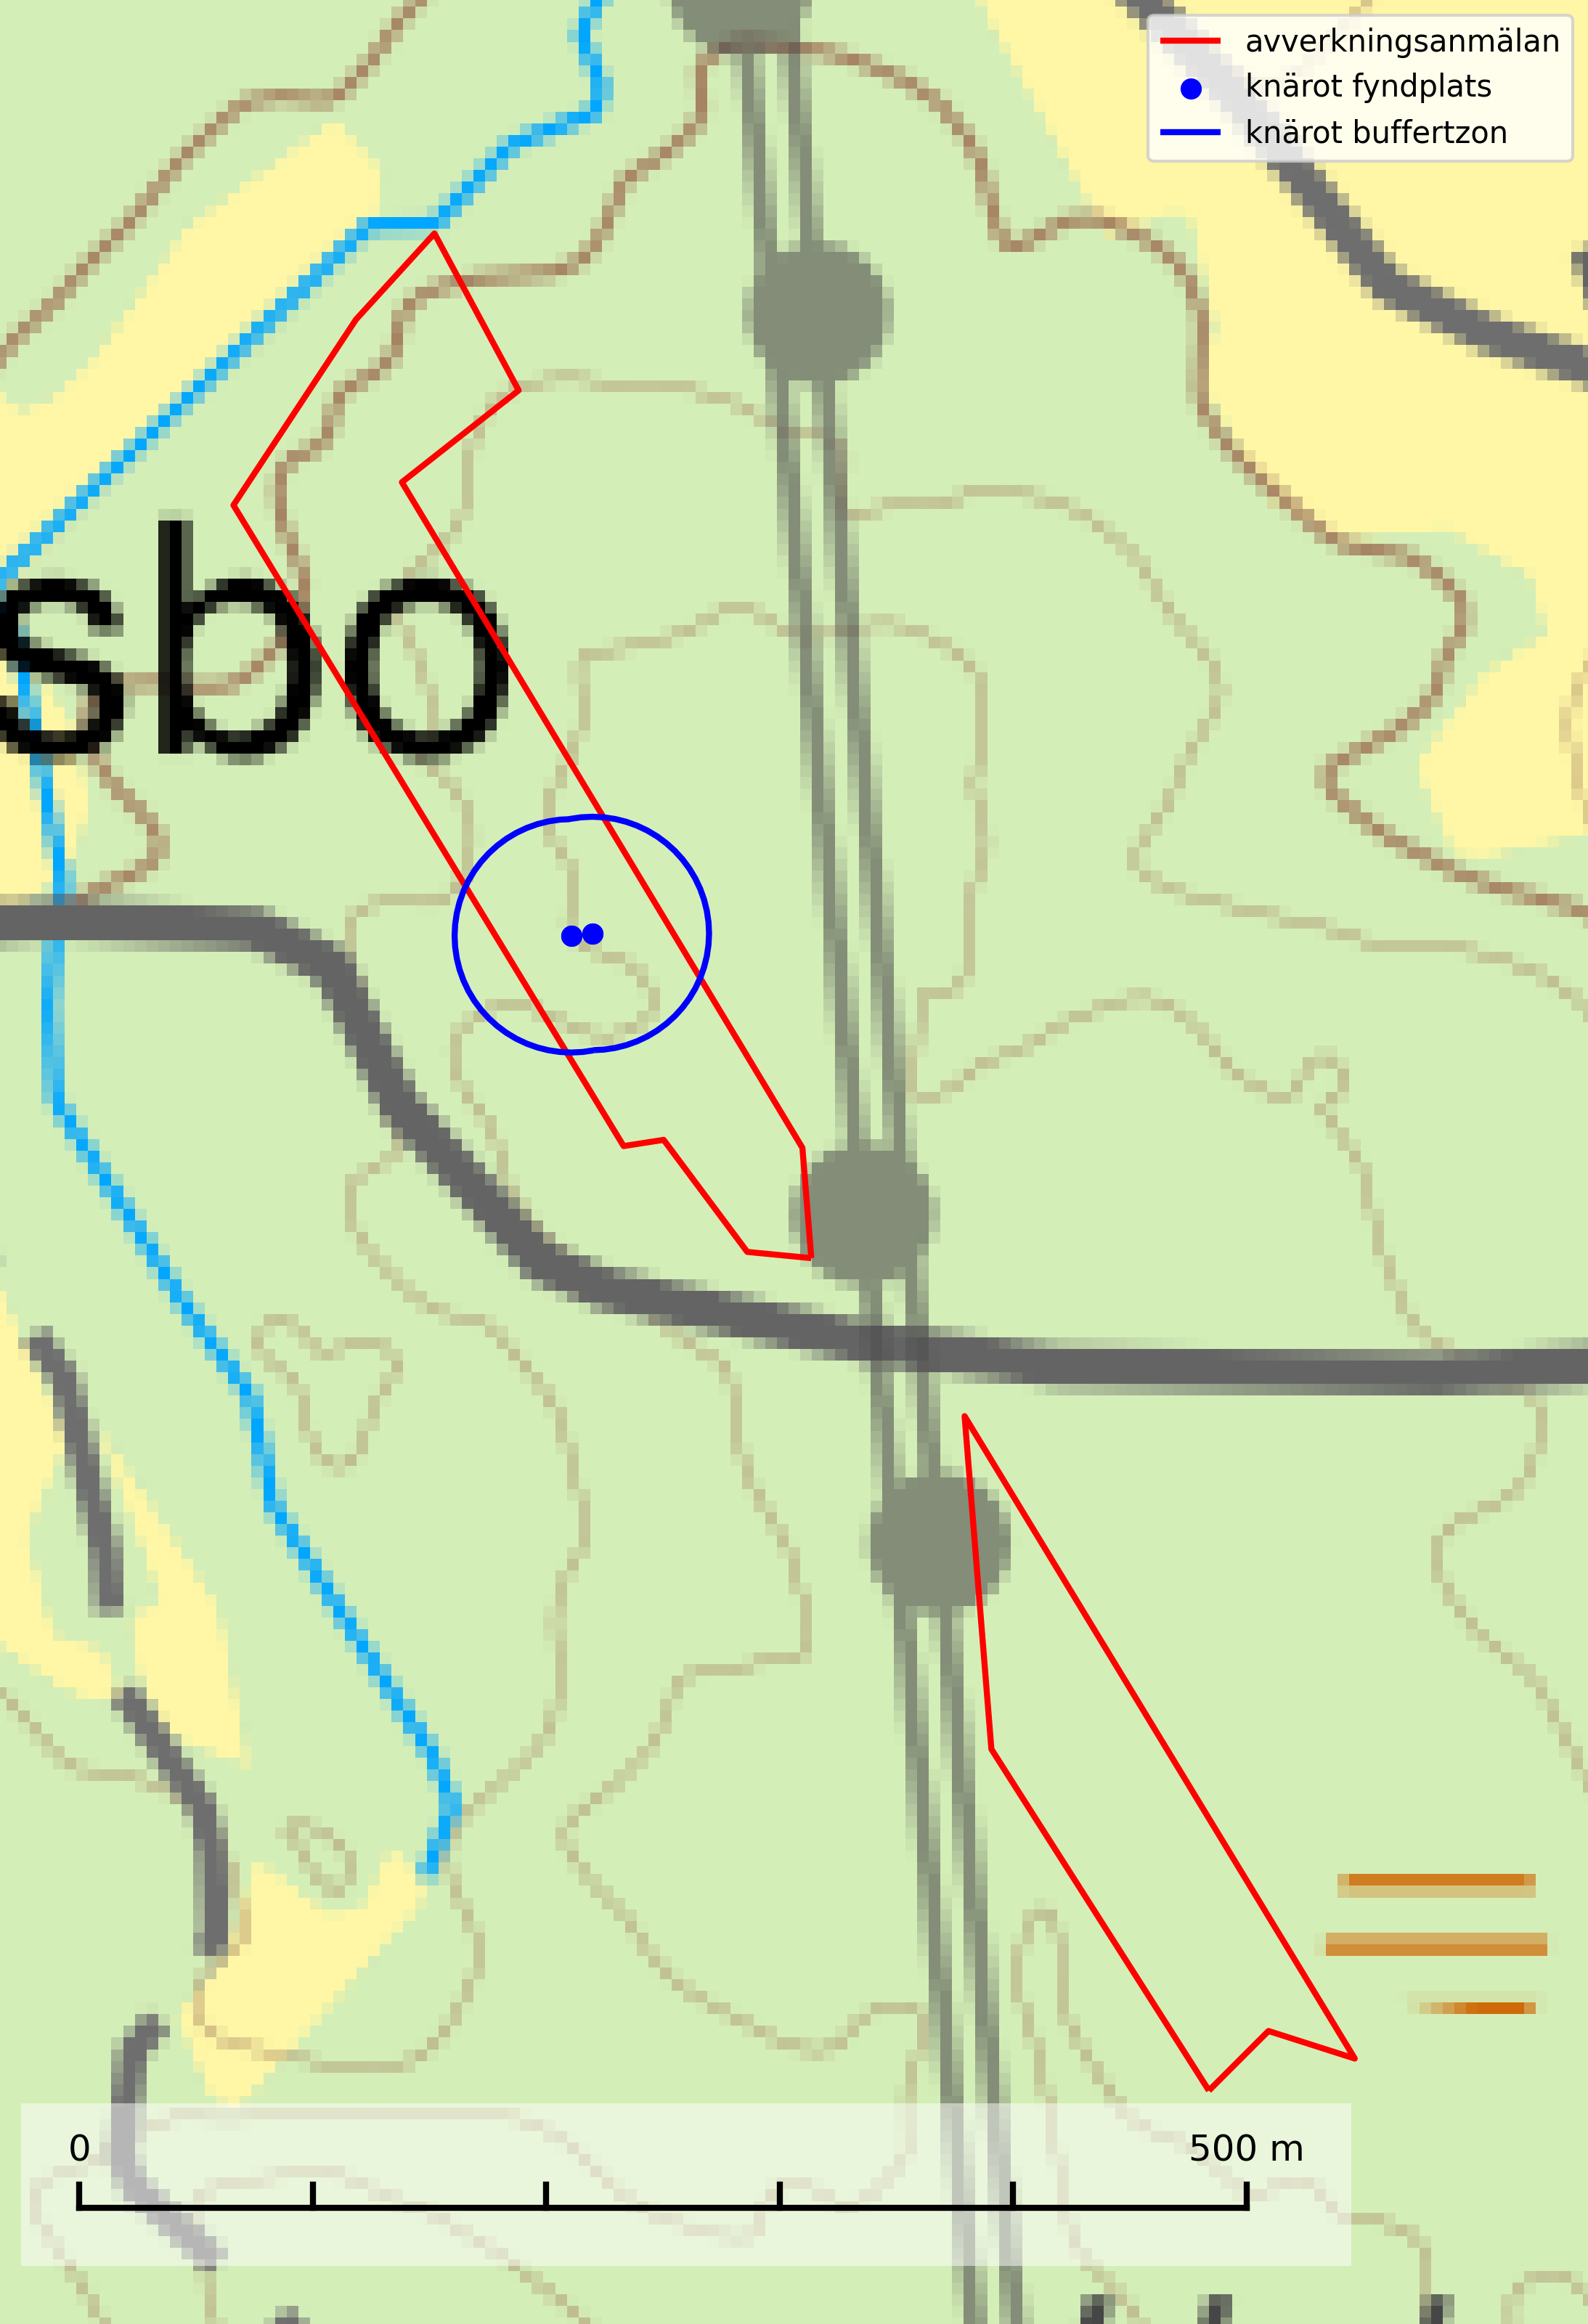 avverkningsanmälan
knärot fyndplats
knärot buffertzon
sbo
0 500 m